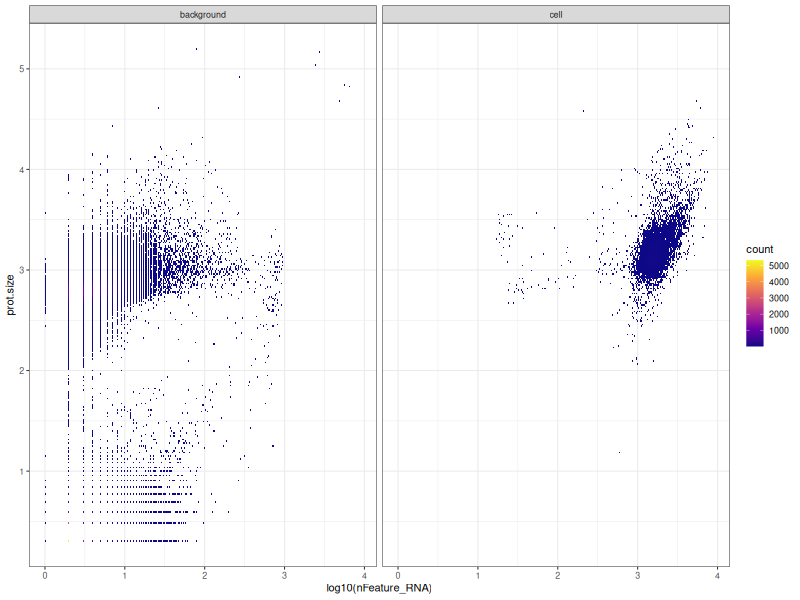 background cell
5
4
3
2
1
prot.size
0 1 2 3 4 0 1 2 3 4
log10(nFeature_RNA)
count
5000
4000
3000
2000
1000